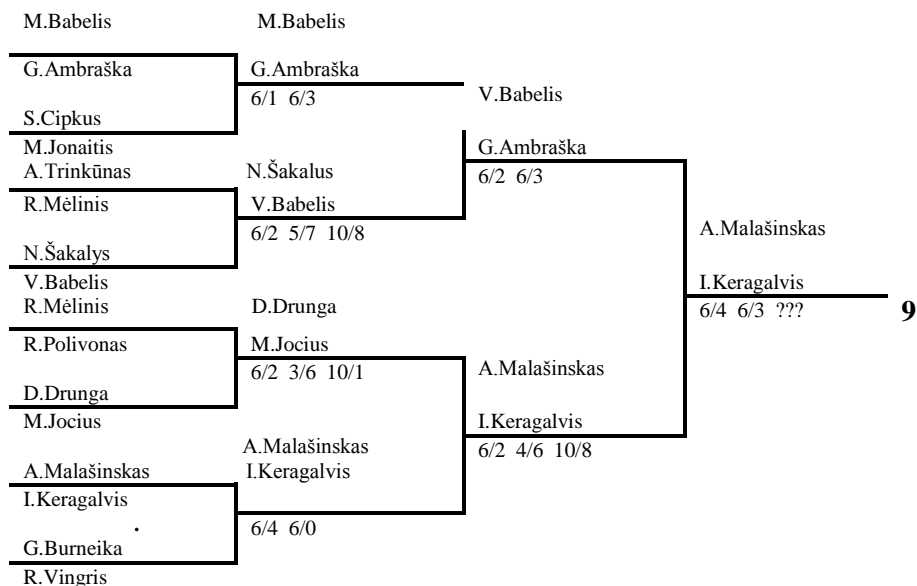 M.Babelis
G.Ambraška
S.Cipkus
M.Jonaitis
A.Trinkūnas
R.Mėlinis
N.Šakalys
V.Babelis
R.Mėlinis
R.Polivonas
D.Drunga
M.Jocius
A.Malašinskas
I.Keragalvis
.
G.Burneika
R.Vingris
M.Babelis
G.Ambraška
6/1 6/3
N.Šakalus
V.Babelis
6/2 5/7 10/8
D.Drunga
M.Jocius
6/2 3/6 10/1
A.Malašinskas
I.Keragalvis
6/4 6/0
V.Babelis
G.Ambraška
6/2 6/3
A.Malašinskas
I.Keragalvis
6/2 4/6 10/8
A.Malašinskas
I.Keragalvis
6/4 6/3 ???
9